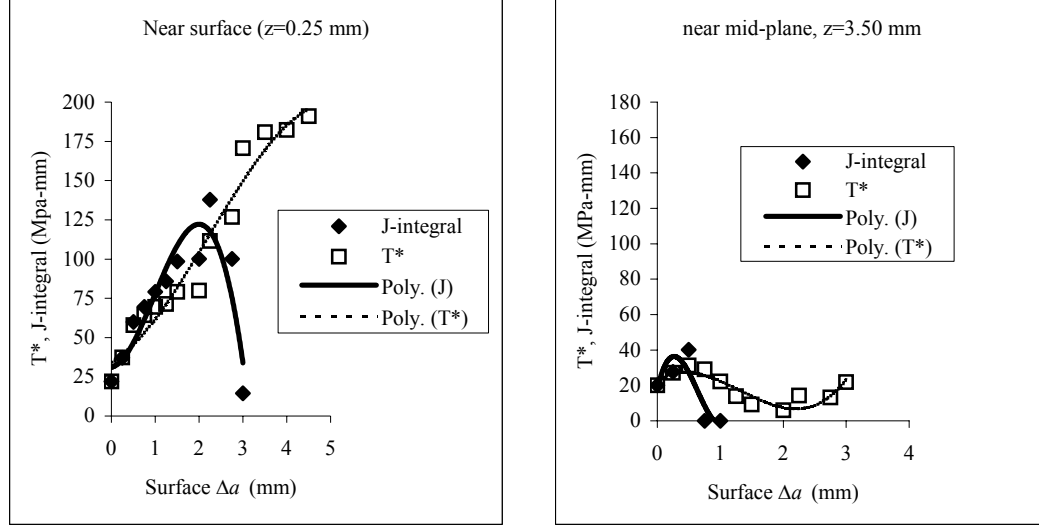 Near surface (z=0.25 mm)
T*, J-integral (Mpa-mm)
200
175
150
125
100
75
50
25
0
0 1 2 3 4 5
Surface Δa (mm)
J-integral
T*
Poly. (J)
Poly. (T*)
near mid-plane, z=3.50 mm
T*, J-integral (MPa-mm)
180
160
140
120
100
80
60
40
20
0
0 1 2 3 4
Surface Δa (mm)
J-integral
T*
Poly. (J)
Poly. (T*)